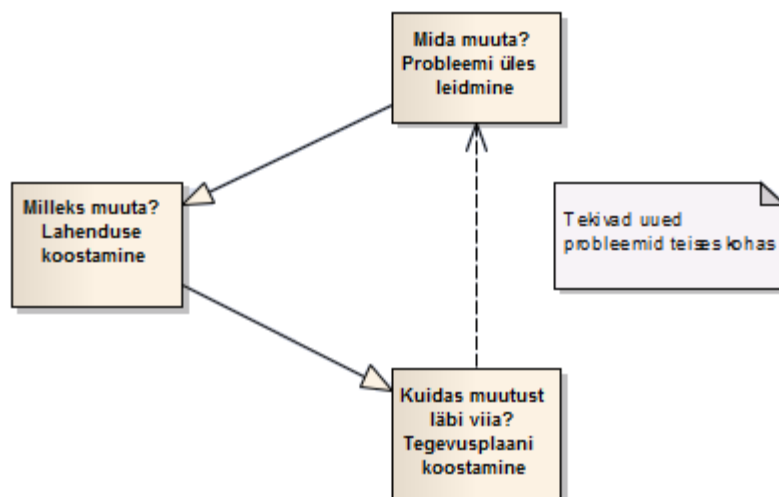 Mida muuta?
Probleemi üles
leidmine
Milleks muuta?
Lahenduse
koostamine
Tekivad uued
probleemid teises kohas
Kuidas muutust
läbi viia?
Tegevusplaani
koostamine